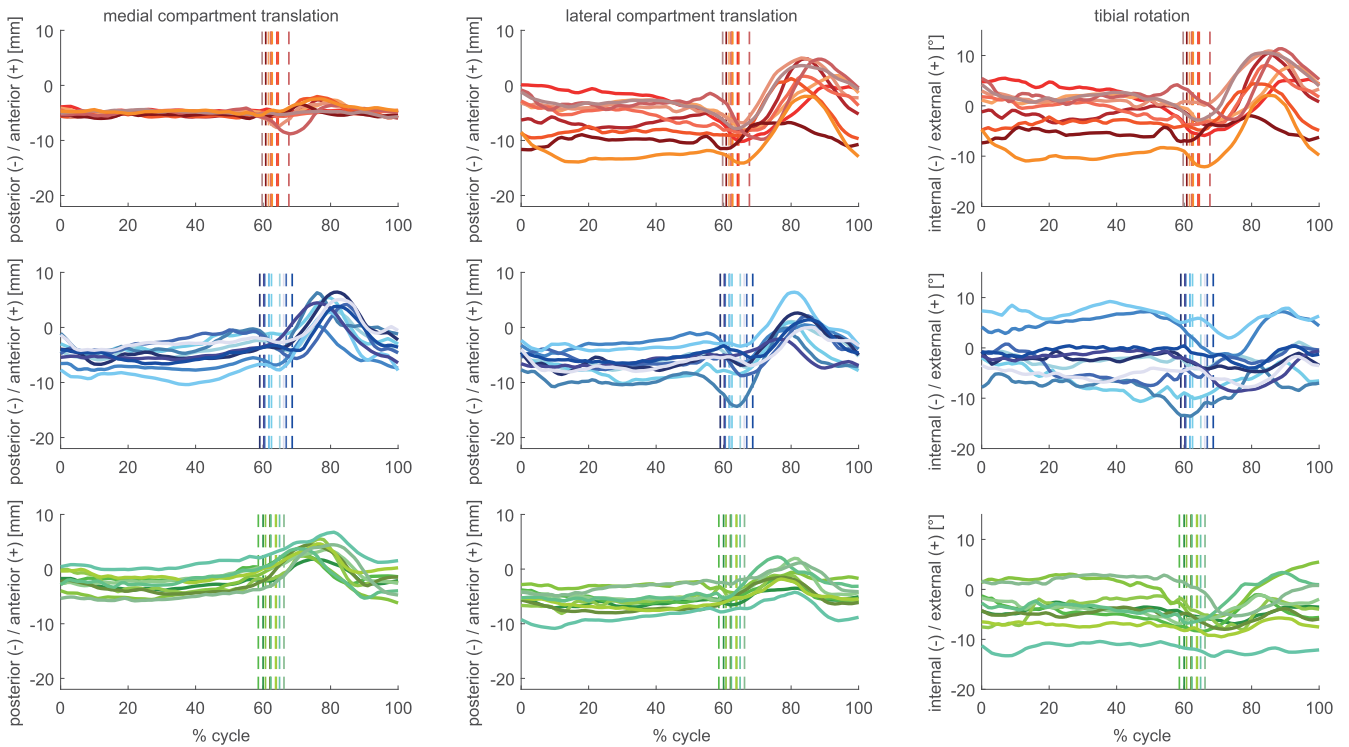 medial compartment translation
lateral compartment translation
tibial rotation
posterior (-) / anterior (+) [mm]
10
0
-10
-20
0 20 40 60 80 100
posterior (-) / anterior (+) [mm]
10
0
-10
-20
0 20 40 60 80 100
internal (-) / external (+) [°]
10
0
-10
-20
0 20 40 60 80 100
posterior (-) / anterior (+) [mm]
10
0
-10
-20
0 20 40 60 80 100
posterior (-) / anterior (+) [mm]
10
0
-10
-20
0 20 40 60 80 100
internal (-) / external (+) [°]
10
0
-10
-20
0 20 40 60 80 100
posterior (-) / anterior (+) [mm]
10
0
-10
-20
0 20 40 60 80 100
% cycle
posterior (-) / anterior (+) [mm]
10
0
-10
-20
0 20 40 60 80 100
% cycle
internal (-) / external (+) [°]
10
0
-10
-20
0 20 40 60 80 100
% cycle